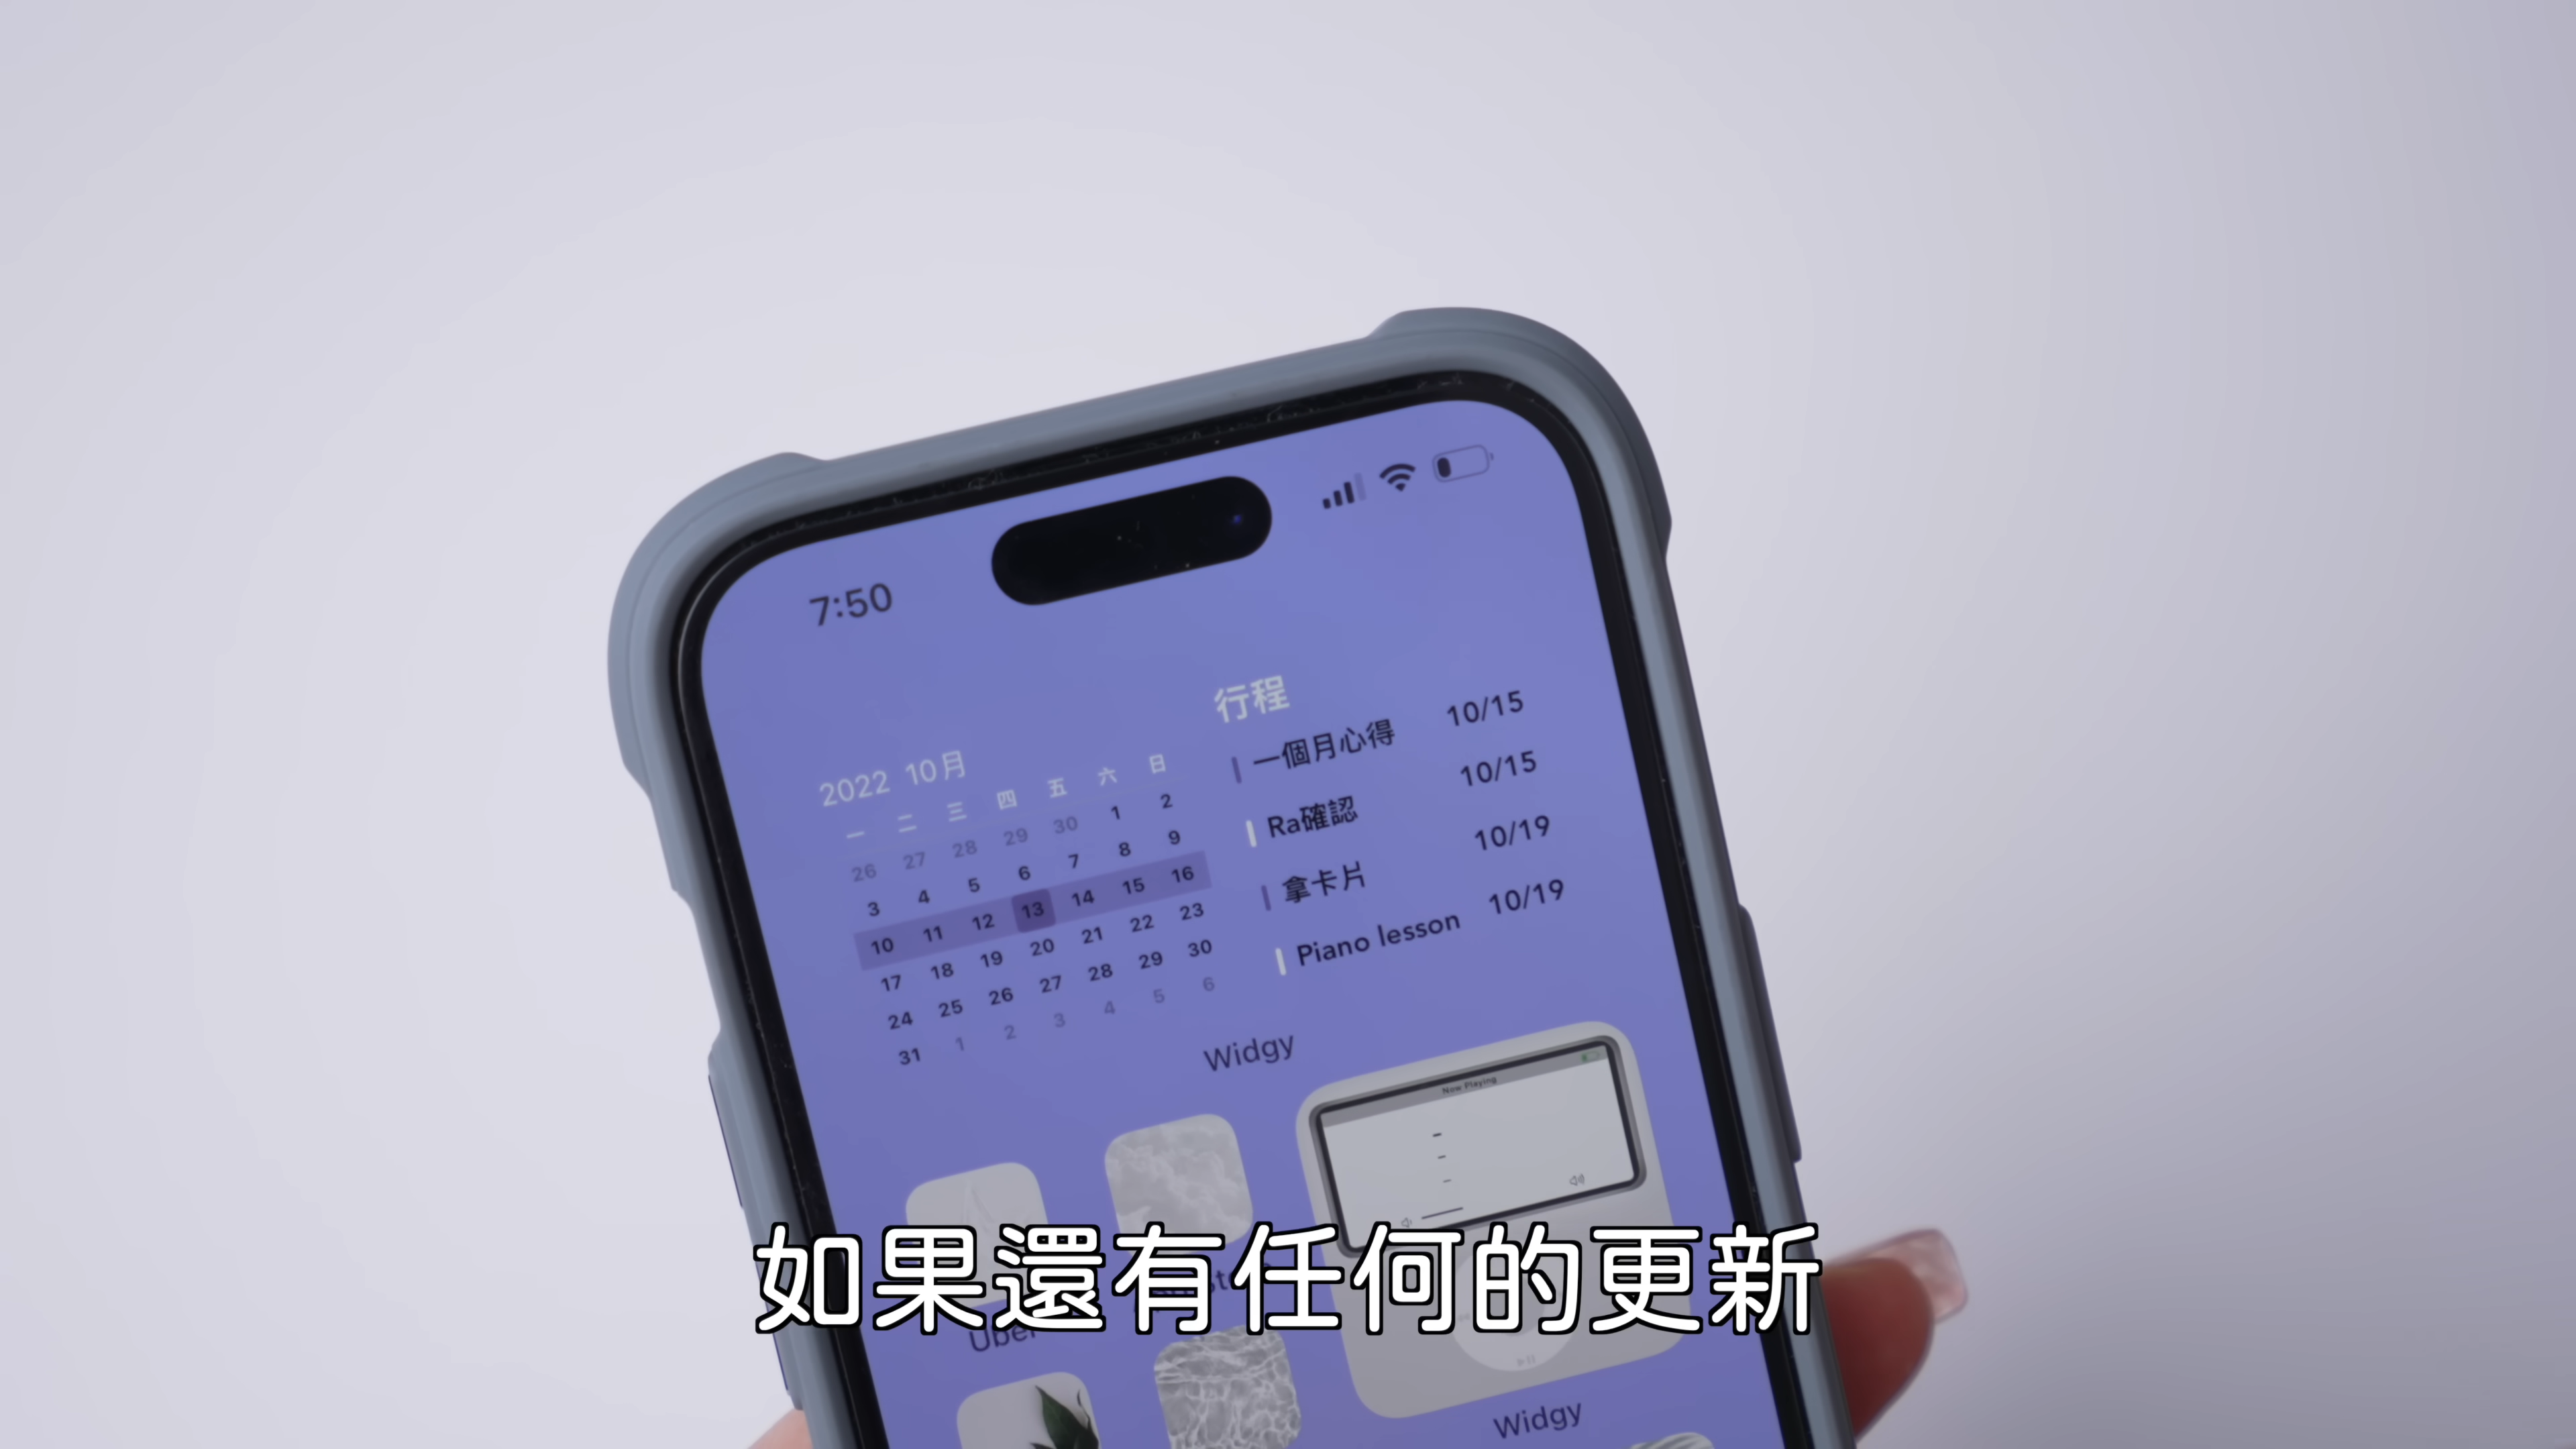 7:50
行程
一個月心得 10/15
Ra確認 10/15
拿卡片 10/19
Piano lesson 10/19
2022 10月
一 二 三 四 五 六 日
26 27 28 29 30 1 2
3 4 5 6 7 8 9
10 11 12 13 14 15 16
17 18 19 20 21 22 23
24 25 26 27 28 29 30
31 1 2 3 4 5 6
Widgy
Now Playing
Uber
如果還有任何的更新
Widgy